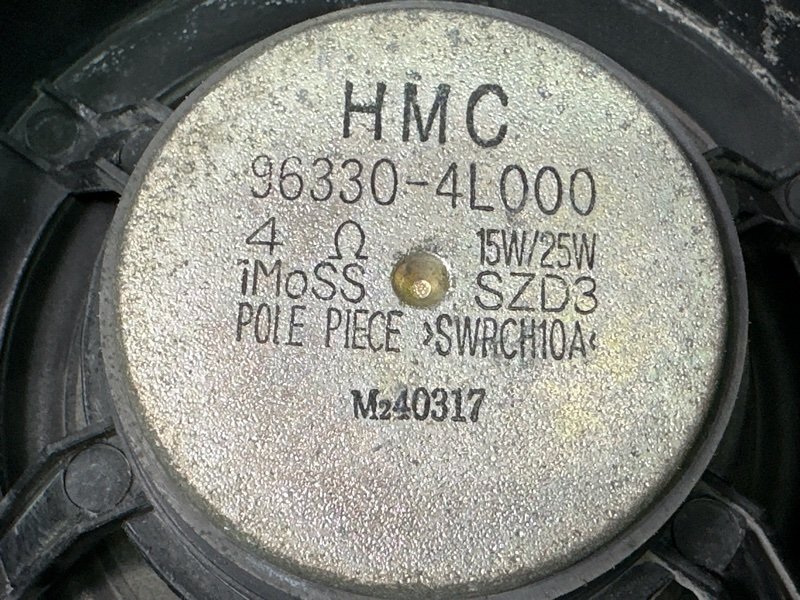 HMC
96330-4L000
4 Ω 15W/25W
iMoSS SZD3
POLE PIECE >SWRCH10A<
M240317